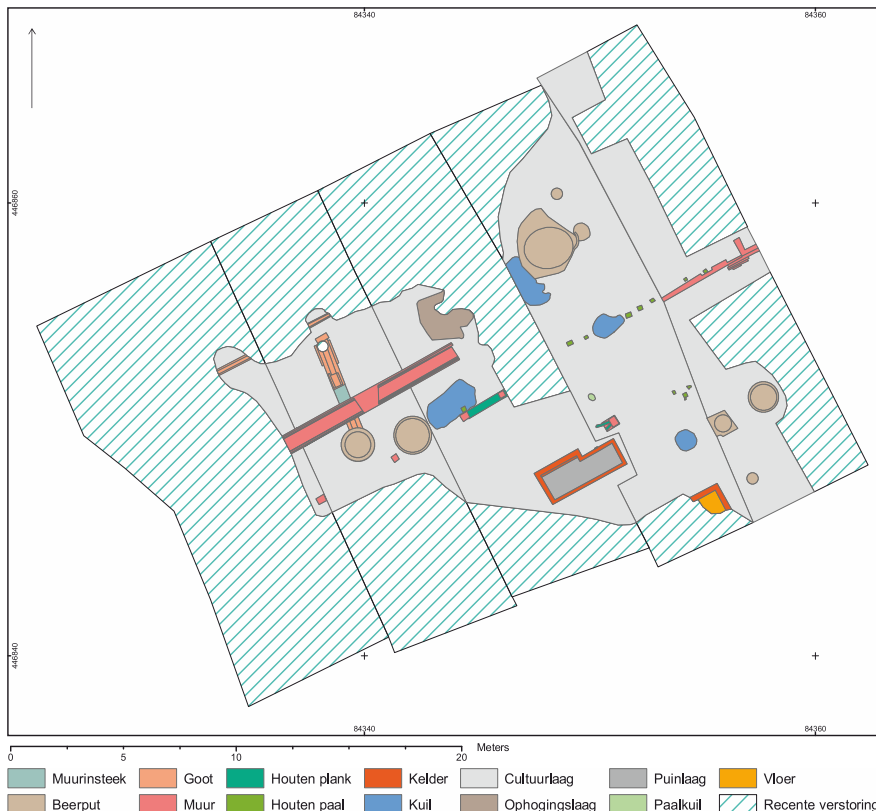 84340 84360
446860
446840
84340 84360
Meters
0 5 10 20
Muurinsteek Goot Houten plank Kelder Cultuurlaag Puinlaag Vloer
Beerput Muur Houten paal Kuil Ophogingslaag Paalkuil Recente verstoring